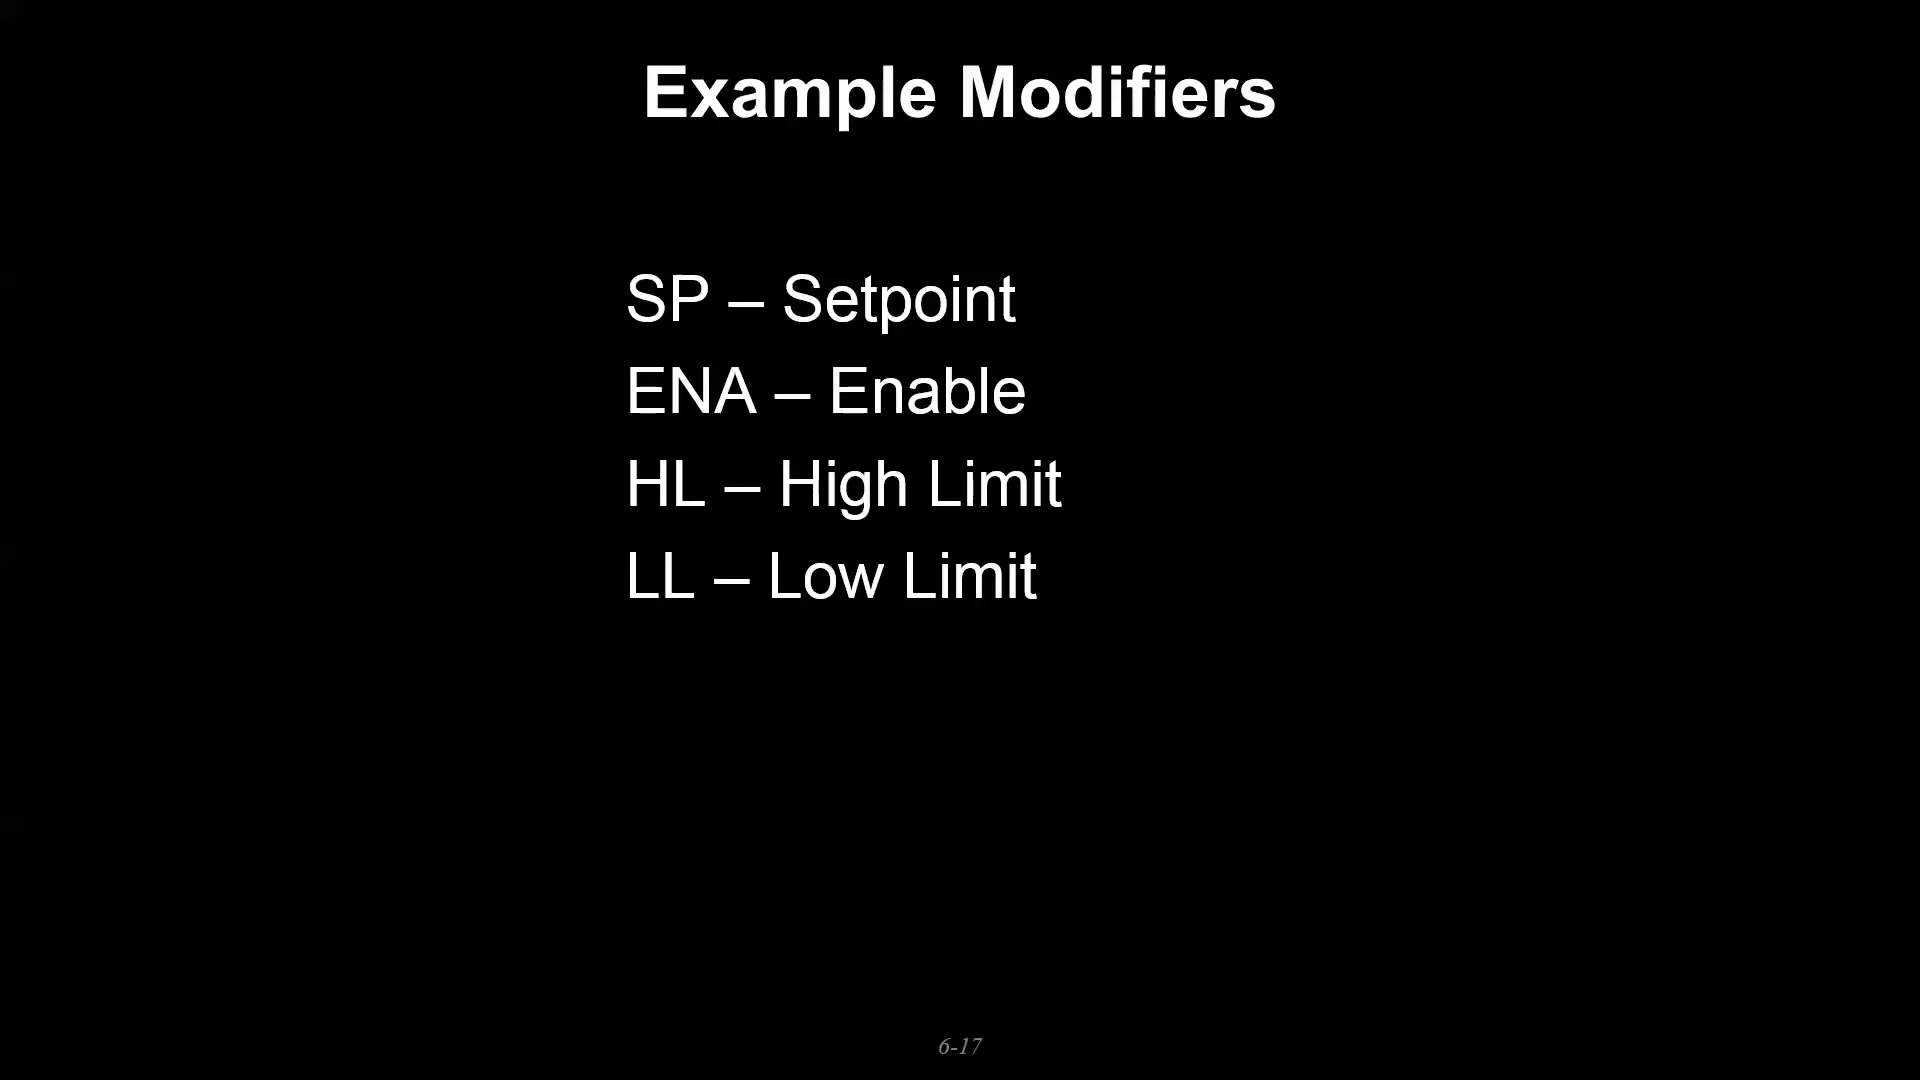 Example Modifiers
SP – Setpoint
ENA – Enable
HL – High Limit
LL – Low Limit
6-17